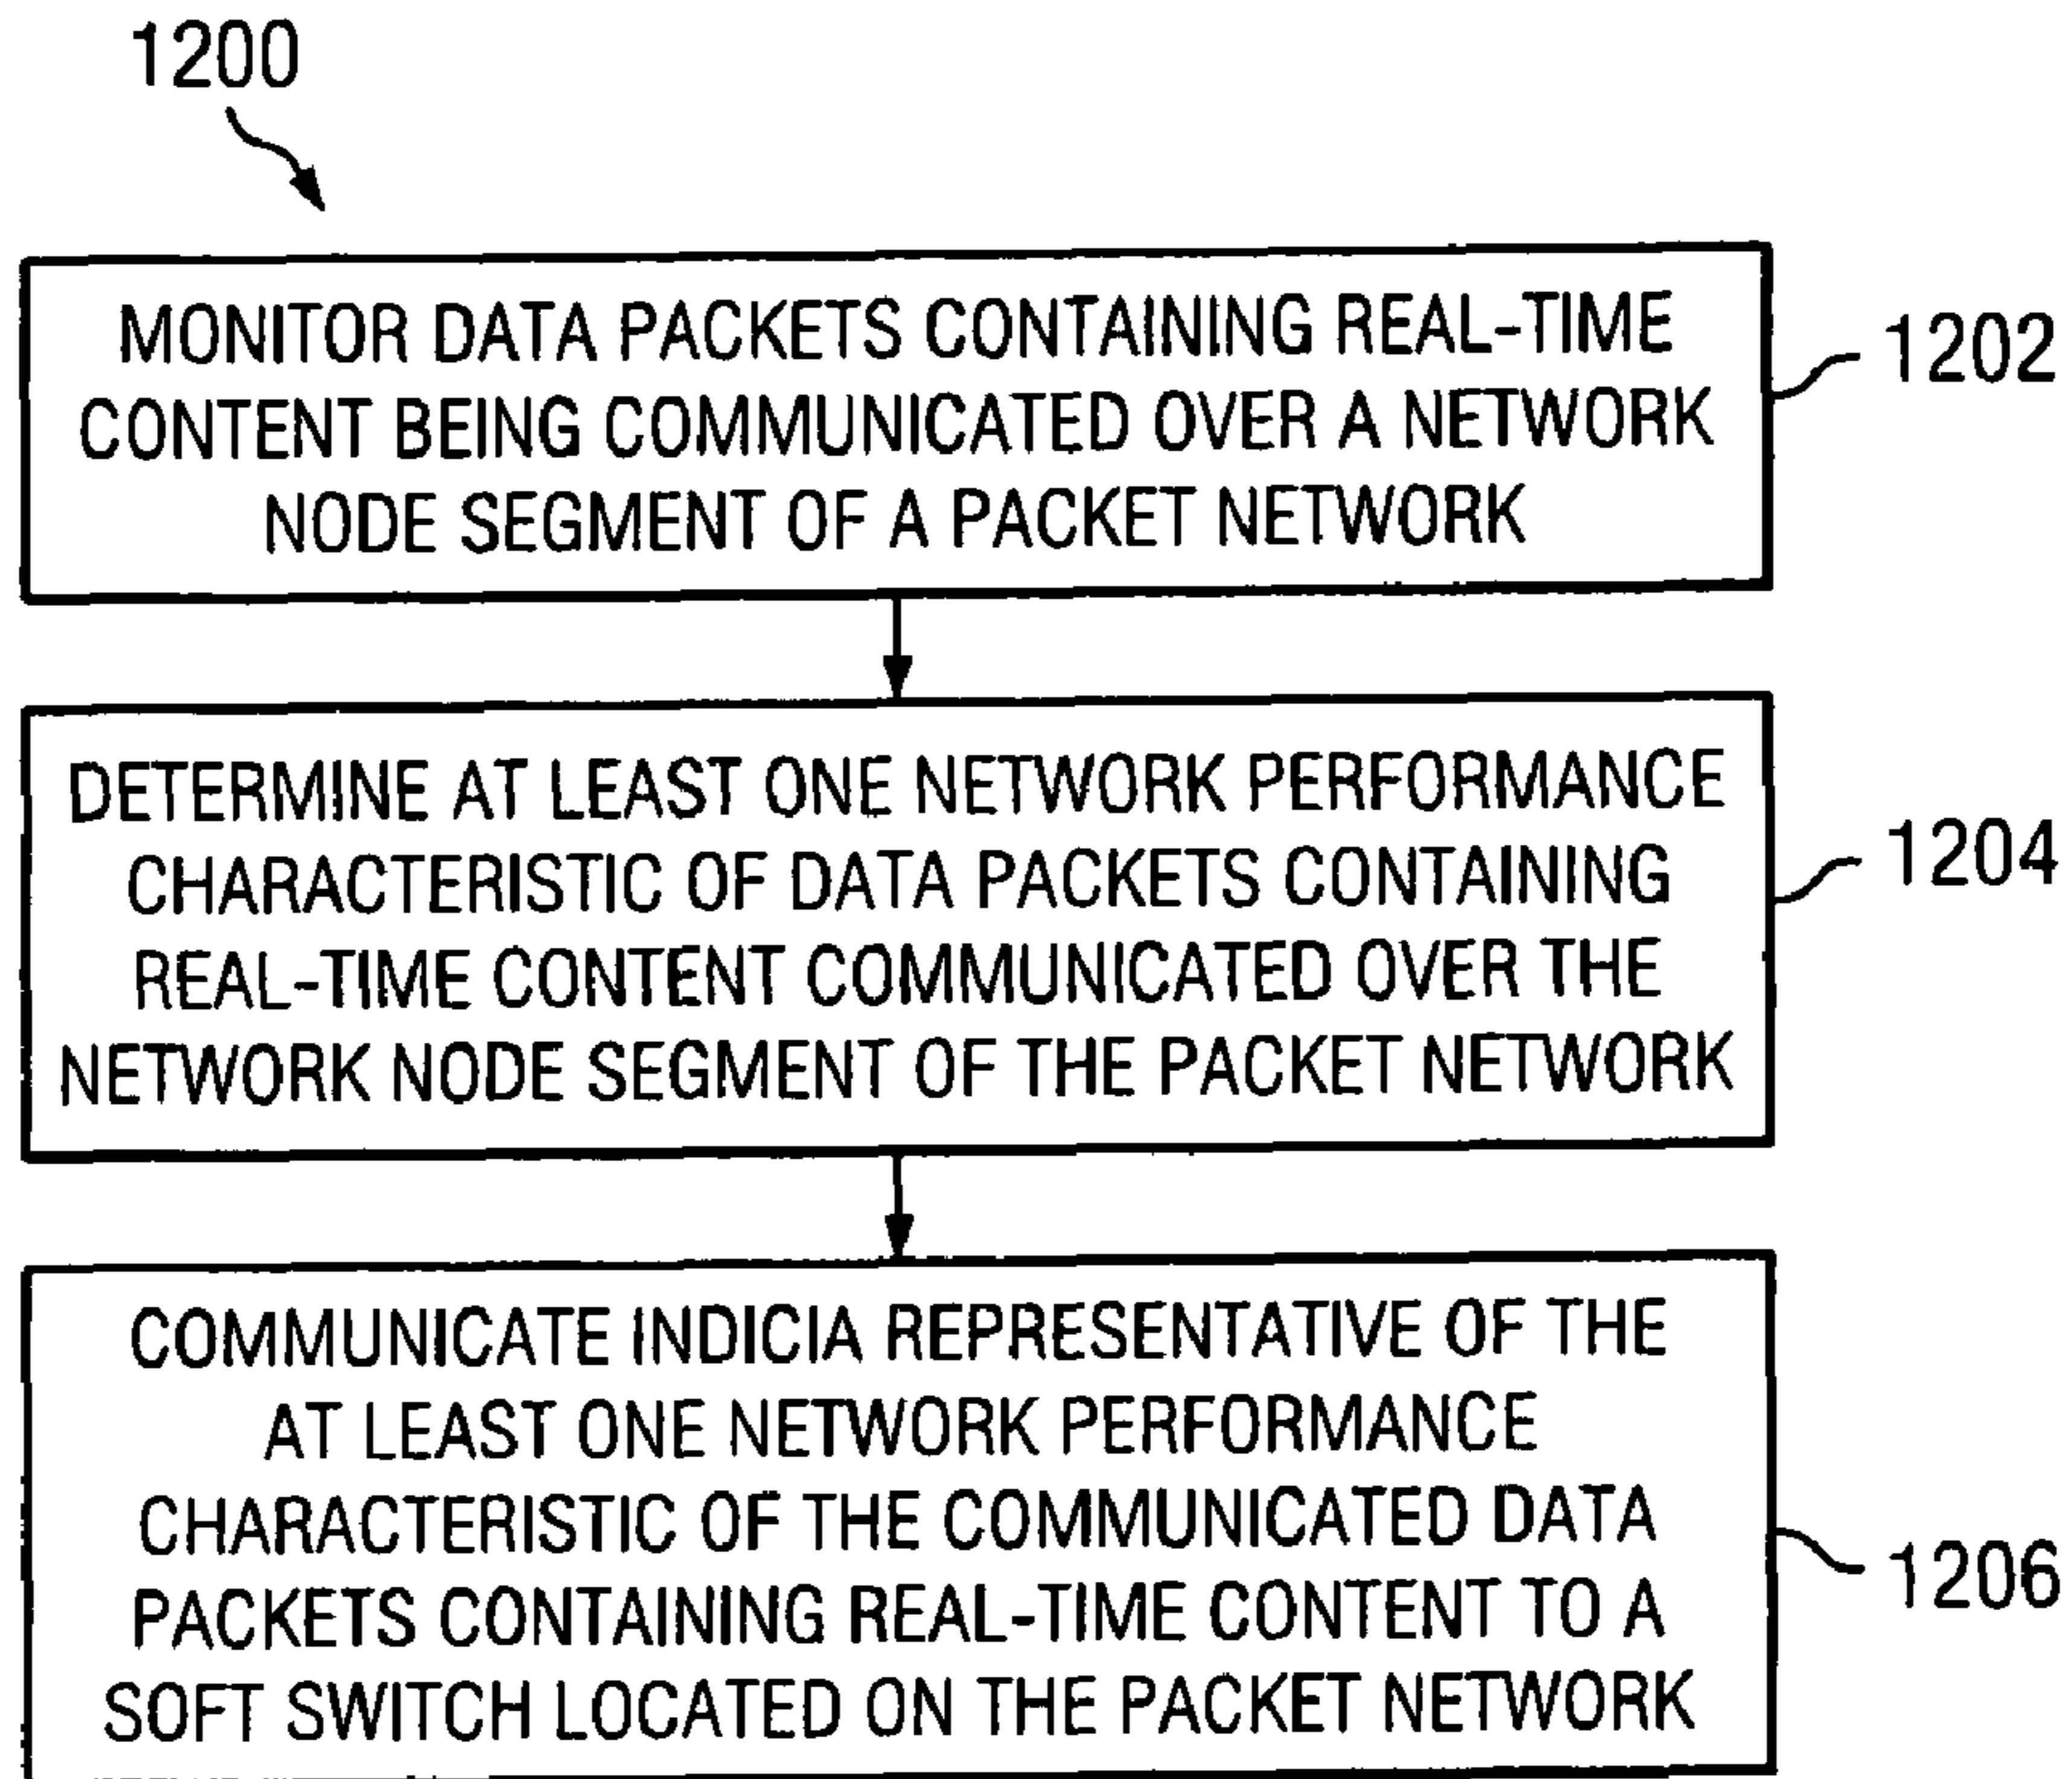 1200
MONITOR DATA PACKETS CONTAINING REAL-TIME
CONTENT BEING COMMUNICATED OVER A NETWORK
NODE SEGMENT OF A PACKET NETWORK
1202
DETERMINE AT LEAST ONE NETWORK PERFORMANCE
CHARACTERISTIC OF DATA PACKETS CONTAINING
REAL-TIME CONTENT COMMUNICATED OVER THE
NETWORK NODE SEGMENT OF THE PACKET NETWORK
1204
COMMUNICATE INDICIA REPRESENTATIVE OF THE
AT LEAST ONE NETWORK PERFORMANCE
CHARACTERISTIC OF THE COMMUNICATED DATA
PACKETS CONTAINING REAL-TIME CONTENT TO A
SOFT SWITCH LOCATED ON THE PACKET NETWORK
1206